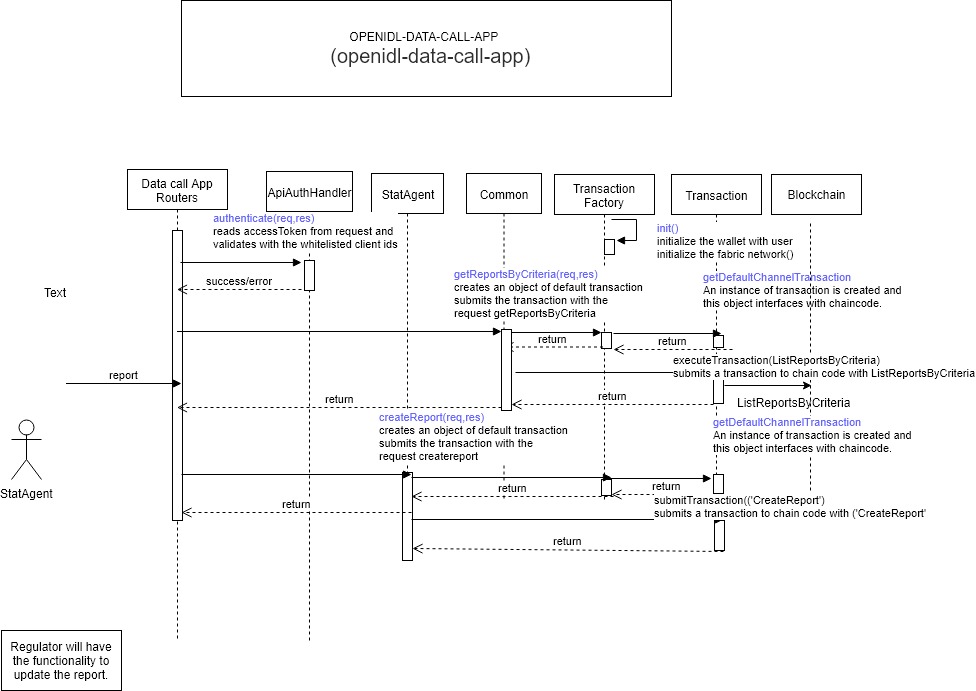 OPENIDL-DATA-CALL-APP
(openidl-data-call-app)
Data call App
Routers
ApiAuthHandler
StatAgent
Common
Transaction
Factory
Transaction
Blockchain
authenticate(req,res)
reads accessToken from request and
validates with the whitelisted client ids
init()
initialize the wallet with user
initialize the fabric network()
success/error
getReportsByCriteria(req,res)
creates an object of default transaction
submits the transaction with the
request getReportsByCriteria
getDefaultChannelTransaction
An instance of transaction is created and
this object interfaces with chaincode.
Text
return
return
executeTransaction(ListReportsByCriteria)
submits a transaction to chain code with ListReportsByCriteria
report
return
return
ListReportsByCriteria
createReport(req,res)
creates an object of default transaction
submits the transaction with the
request createreport
getDefaultChannelTransaction
An instance of transaction is created and
this object interfaces with chaincode.
StatAgent
return
return
submitTransaction(('CreateReport')
submits a transaction to chain code with ('CreateReport'
return
return
Regulator will have
the functionality to
update the report.